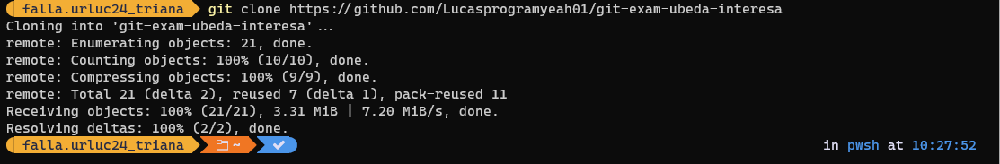 falla.urluc24_triana git clone https://github.com/Lucasprogramyeah01/git-exam-ubeda-interesa
Cloning into 'git-exam-ubeda-interesa'...
remote: Enumerating objects: 21, done.
remote: Counting objects: 100% (10/10), done.
remote: Compressing objects: 100% (9/9), done.
remote: Total 21 (delta 2), reused 7 (delta 1), pack-reused 11
Receiving objects: 100% (21/21), 3.31 MiB | 7.20 MiB/s, done.
Resolving deltas: 100% (2/2), done.
falla.urluc24_triana ~ ✔ in pwsh at 10:27:52